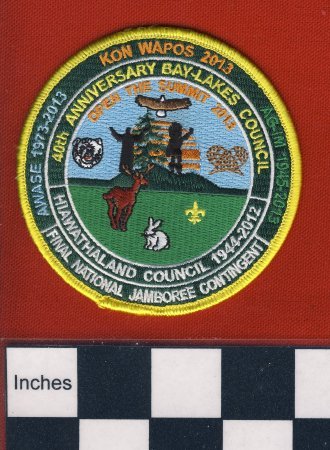 KON WAPOS 2013
AWASE 1973-2013
AG-IM 1945-2013
40th ANNIVERSARY BAY-LAKES COUNCIL
OPEN THE SUMMIT 2013
HIAWATHALAND COUNCIL 1944-2012
FINAL NATIONAL JAMBOREE CONTINGENT
Inches